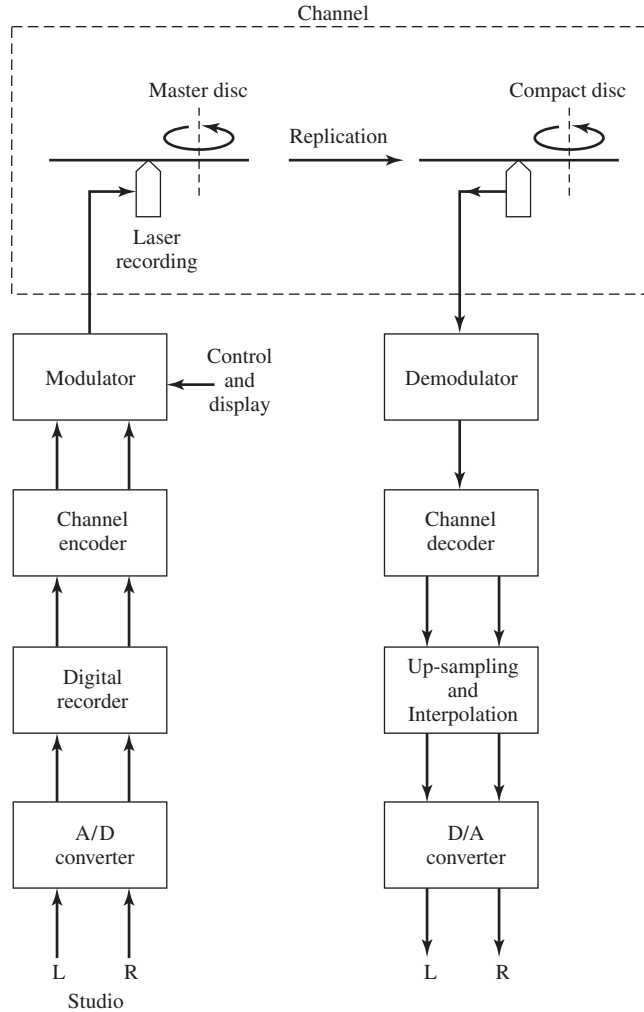 Channel
Master disc
Compact disc
Replication
Laser
recording
Modulator
Control
and
display
Demodulator
Channel
encoder
Channel
decoder
Digital
recorder
Up-sampling
and
Interpolation
A/D
converter
D/A
converter
L
R
L
R
Studio